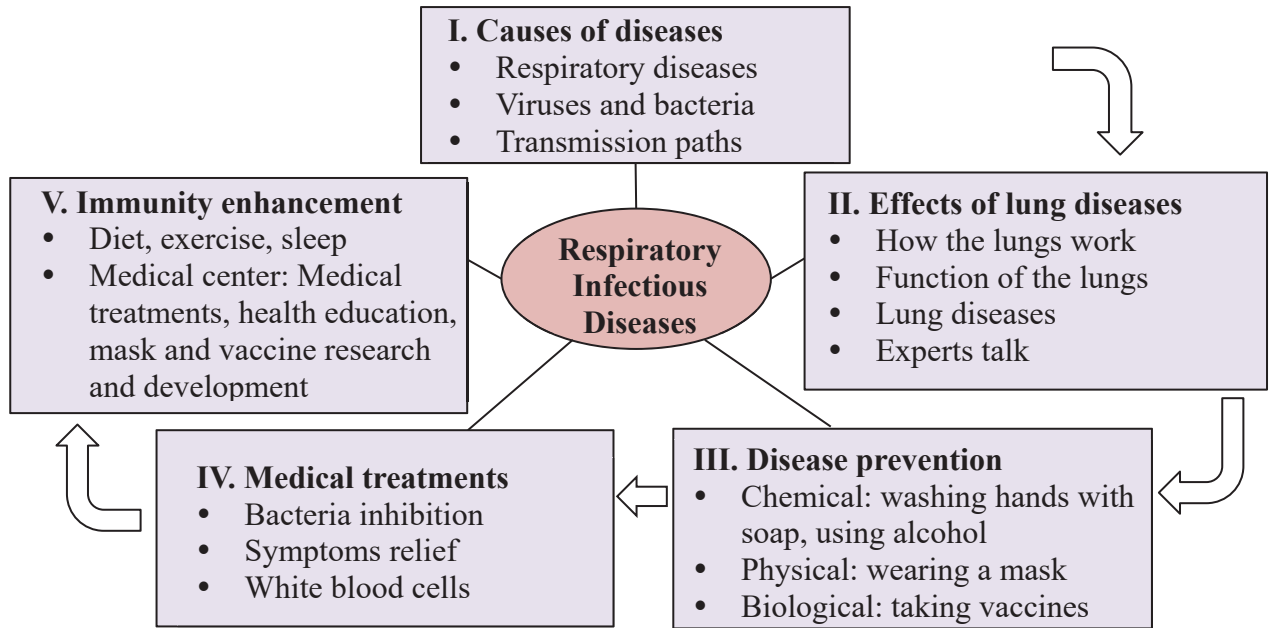 I. Causes of diseases
• Respiratory diseases
• Viruses and bacteria
• Transmission paths
Respiratory
Infectious
Diseases
II. Effects of lung diseases
• How the lungs work
• Function of the lungs
• Lung diseases
• Experts talk
III. Disease prevention
• Chemical: washing hands with
soap, using alcohol
• Physical: wearing a mask
• Biological: taking vaccines
IV. Medical treatments
• Bacteria inhibition
• Symptoms relief
• White blood cells
V. Immunity enhancement
• Diet, exercise, sleep
• Medical center: Medical
treatments, health education,
mask and vaccine research
and development